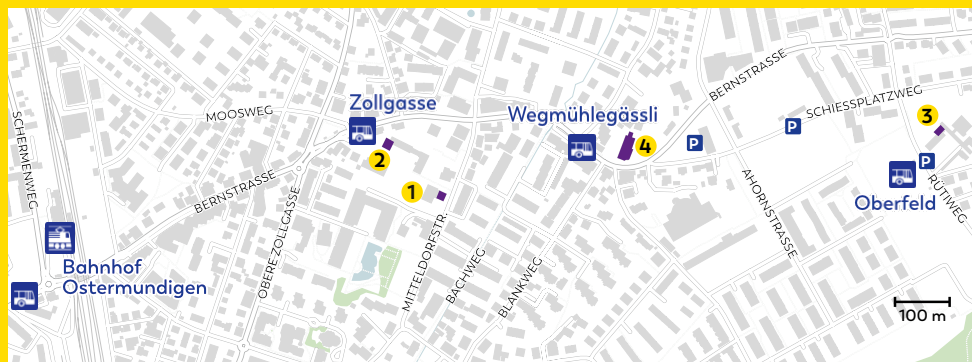 BERNSTRASSE
SCHIESSPLATZWEG
Zollgasse
MOOSWEG
Wegmühlegässli
3
P
SCHERMENWEG
P
4
2
P
1
BERNSTRASSE
OBERE ZOLLGASSE
AHORNSTRASSE
RÜTIWEG
Oberfeld
MITTELDORFSTR.
BACHWEG
BLANKWEG
Bahnhof
Ostermundigen
100 m